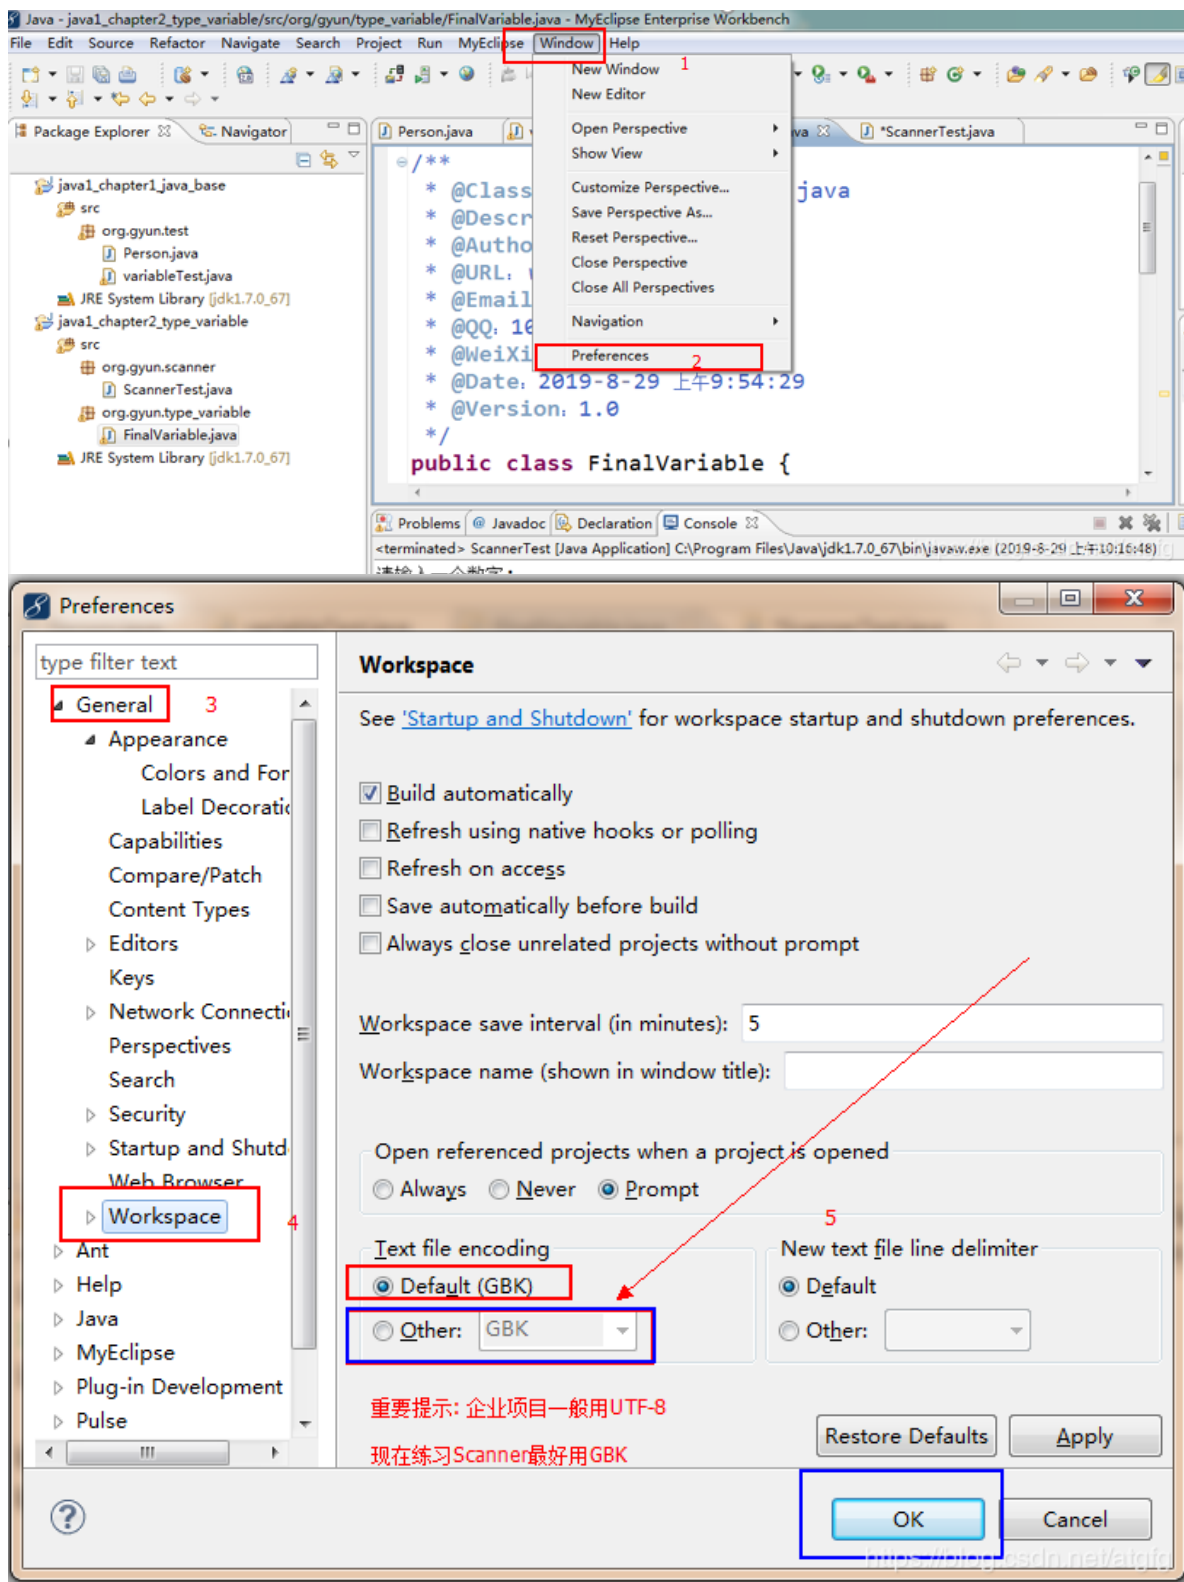 Java - java1_chapter2_type_variable/src/org/gyun/type_variable/FinalVariable.java - MyEclipse Enterprise Workbench
File Edit Source Refactor Navigate Search Project Run MyEclipse Window Help
1
New Window
New Editor
Open Perspective
Show View
Customize Perspective...
Save Perspective As...
Reset Perspective...
Close Perspective
Close All Perspectives
Navigation
Preferences 2
Package Explorer Navigator
Person.java *ScannerTest.java
java1_chapter1_java_base
src
org.gyun.test
Person.java
variableTest.java
JRE System Library [jdk1.7.0_67]
java1_chapter2_type_variable
src
org.gyun.scanner
ScannerTest.java
org.gyun.type_variable
FinalVariable.java
JRE System Library [jdk1.7.0_67]
/**
* @Class java
* @Descr
* @Autho
* @URL:
* @Email
* @QQ: 10
* @WeiXi
* @Date: 2019-8-29 上午9:54:29
* @Version: 1.0
*/
public class FinalVariable {
Problems Javadoc Declaration Console
<terminated> ScannerTest [Java Application] C:\Program Files\Java\jdk1.7.0_67\bin\javaw.exe (2019-8-29 上午10:16:48)
请输入一个数字:
Preferences
type filter text
General 3
Appearance
Colors and For
Label Decoratic
Capabilities
Compare/Patch
Content Types
Editors
Keys
Network Connecti
Perspectives
Search
Security
Startup and Shutd
Web Browser
Workspace 4
Ant
Help
Java
MyEclipse
Plug-in Development
Pulse
Workspace
See 'Startup and Shutdown' for workspace startup and shutdown preferences.
Build automatically
Refresh using native hooks or polling
Refresh on access
Save automatically before build
Always close unrelated projects without prompt
Workspace save interval (in minutes): 5
Workspace name (shown in window title):
Open referenced projects when a project is opened
Always Never Prompt
5
Text file encoding
Default (GBK)
Other: GBK
New text file line delimiter
Default
Other:
重要提示: 企业项目一般用UTF-8
现在练习Scanner最好用GBK
Restore Defaults Apply
OK Cancel
https://blog.csdn.net/atgfg